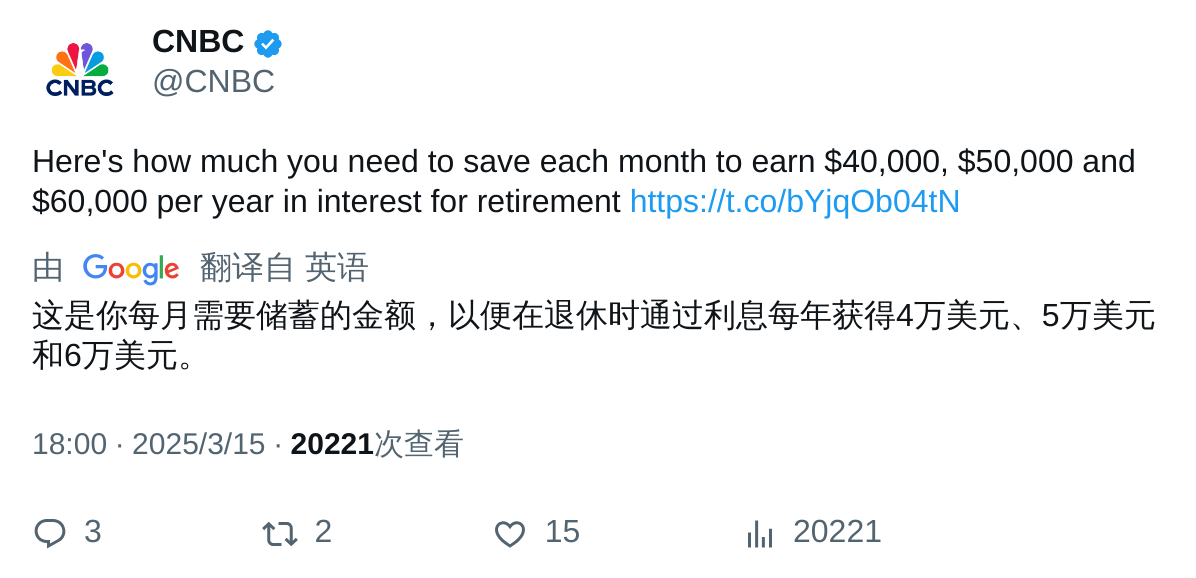 CNBC
CNBC
@CNBC
Here's how much you need to save each month to earn $40,000, $50,000 and
$60,000 per year in interest for retirement https://t.co/bYjqOb04tN
由 Google 翻译自 英语
这是你每月需要储蓄的金额，以便在退休时通过利息每年获得4万美元、5万美元
和6万美元。
18:00 · 2025/3/15 · 20221次查看
3 2 15 20221